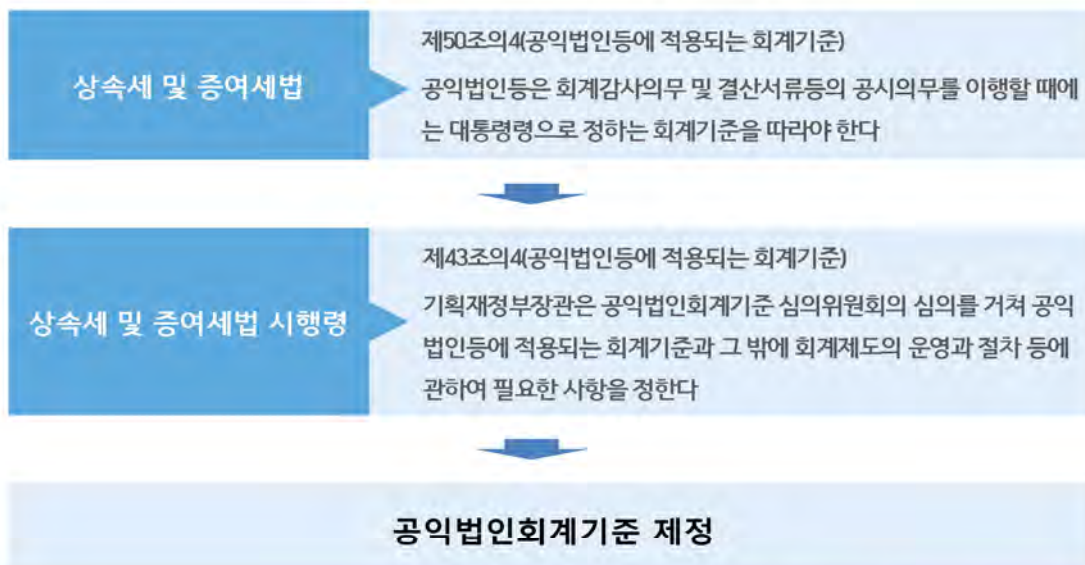 상속세 및 증여세법
제50조의4(공익법인등에 적용되는 회계기준)
공익법인등은 회계감사의무 및 결산서류등의 공시의무를 이행할 때에
는 대통령령으로 정하는 회계기준을 따라야 한다
상속세 및 증여세법 시행령
제43조의4(공익법인등에 적용되는 회계기준)
기획재정부장관은 공익법인회계기준 심의위원회의 심의를 거쳐 공익
법인등에 적용되는 회계기준과 그 밖에 회계제도의 운영과 절차 등에
관하여 필요한 사항을 정한다
공익법인회계기준 제정